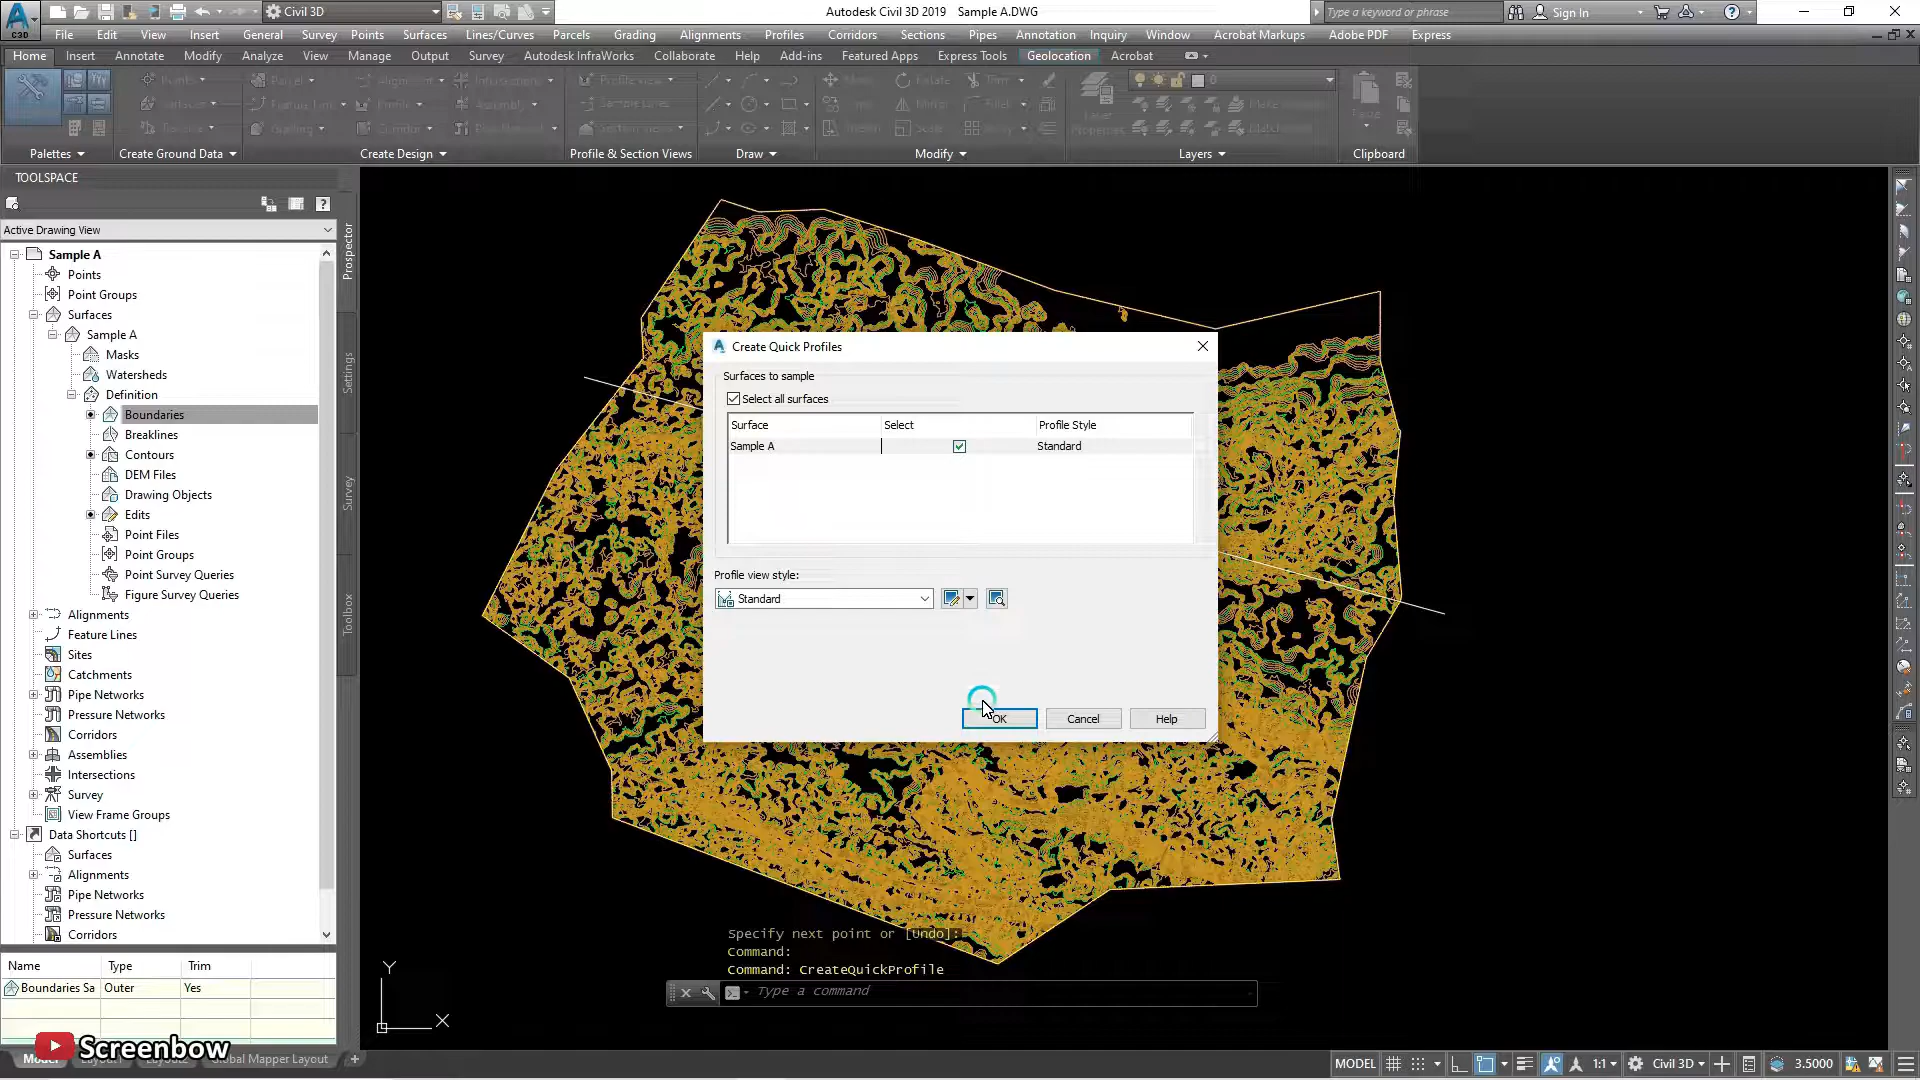 C3D
Civil 3D
Autodesk Civil 3D 2019 Sample A.DWG
Type a keyword or phrase
Sign In
File Edit View Insert General Survey Points Surfaces Lines/Curves Parcels Grading Alignments Profiles Corridors Sections Pipes Annotation Inquiry Window Acrobat Markups Adobe PDF Express
Home Insert Annotate Modify Analyze View Manage Output Survey Autodesk InfraWorks Collaborate Help Add-ins Featured Apps Express Tools Geolocation Acrobat
Palettes Create Ground Data Create Design Profile & Section Views Draw Modify Layers Clipboard
TOOLSPACE
Active Drawing View
Prospector
Settings
Survey
Toolbox
Sample A
Points
Point Groups
Surfaces
Sample A
Masks
Watersheds
Definition
Boundaries
Breaklines
Contours
DEM Files
Drawing Objects
Edits
Point Files
Point Groups
Point Survey Queries
Figure Survey Queries
Alignments
Feature Lines
Sites
Catchments
Pipe Networks
Pressure Networks
Corridors
Assemblies
Intersections
Survey
View Frame Groups
Data Shortcuts []
Surfaces
Alignments
Pipe Networks
Pressure Networks
Corridors
Name Type Trim
Boundaries Sa Outer Yes
Create Quick Profiles
Surfaces to sample
Select all surfaces
Surface Select Profile Style
Sample A Standard
Profile view style:
Standard
OK Cancel Help
Specify next point or [Undo]:
Command:
Command: CreateQuickProfile
Type a command
Y
X
Screenbow
Global Mapper Layout
MODEL 1:1 Civil 3D 3.5000